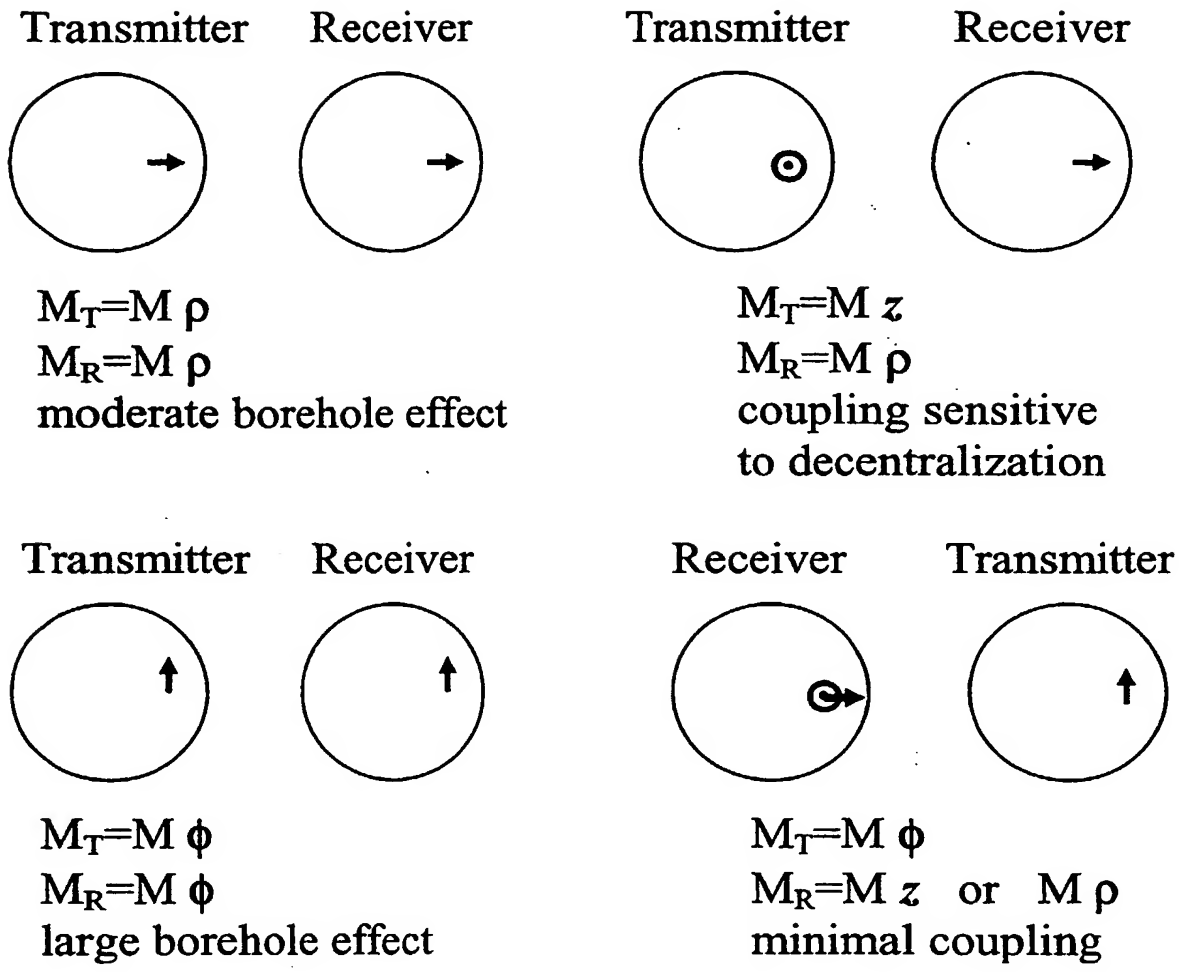 Transmitter Receiver
M_T=M ρ
M_R=M ρ
moderate borehole effect
Transmitter Receiver
M_T=M z
M_R=M ρ
coupling sensitive
to decentralization
Transmitter Receiver
M_T=M ϕ
M_R=M ϕ
large borehole effect
Receiver Transmitter
M_T=M ϕ
M_R=M z or M ρ
minimal coupling